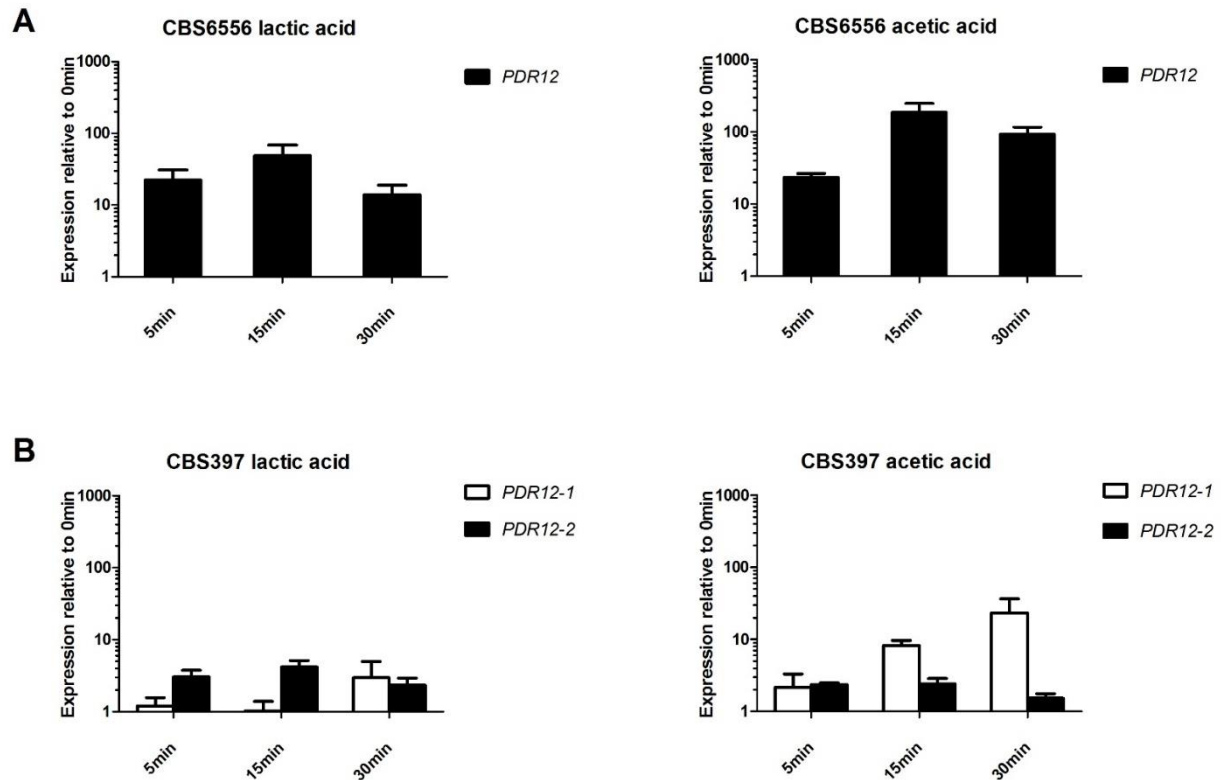 A
CBS6556 lactic acid
Expression relative to 0min
1000
100
10
1
5min
15min
30min
PDR12
CBS6556 acetic acid
Expression relative to 0min
1000
100
10
1
5min
15min
30min
PDR12
B
CBS397 lactic acid
Expression relative to 0min
1000
100
10
1
5min
15min
30min
PDR12-1
PDR12-2
CBS397 acetic acid
Expression relative to 0min
1000
100
10
1
5min
15min
30min
PDR12-1
PDR12-2